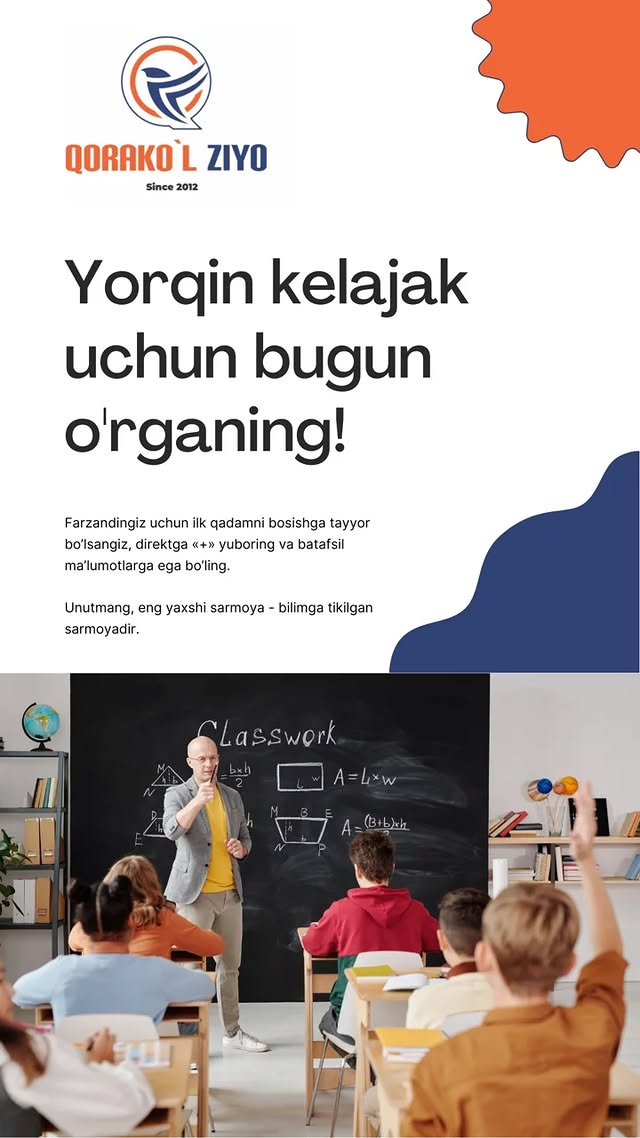 QORAKO`L ZIYO
Since 2012
Yorqin kelajak
uchun bugun
o'rganing!
Farzandingiz uchun ilk qadamni bosishga tayyor
bo’lsangiz, direktga «+» yuboring va batafsil
ma’lumotlarga ega bo’ling.
Unutmang, eng yaxshi sarmoya - bilimga tikilgan
sarmoyadir.
Classwork
M
b×h
2
N
L
W
A=L×W
D
h
E
M
B
E
h
b
N
P
A=
(B+b)×h